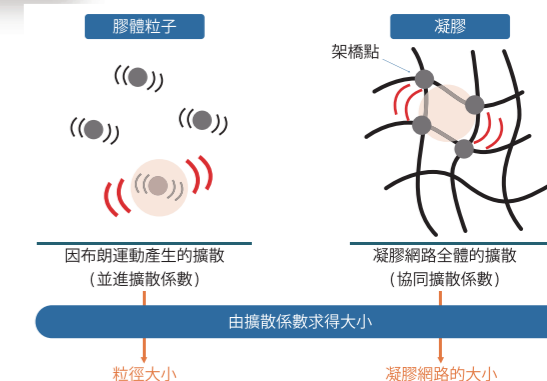 膠體粒子
凝膠
架橋點
因布朗運動產生的擴散
(並進擴散係數)
凝膠網路全體的擴散
(協同擴散係數)
由擴散係數求得大小
粒徑大小
凝膠網路的大小